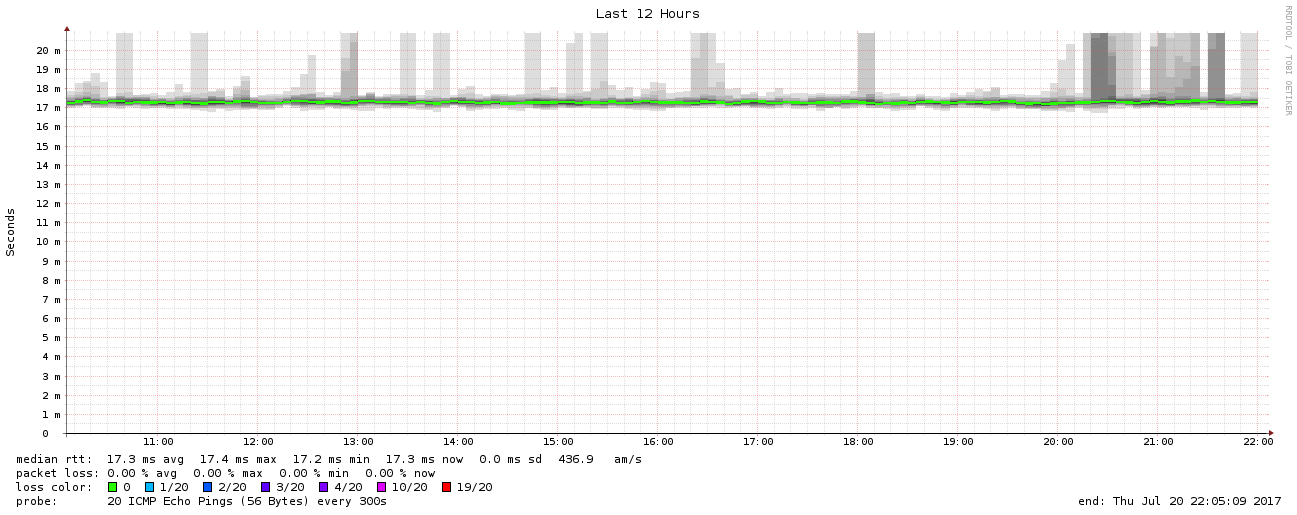 Last 12 Hours
RRDTOOL / TOBI OETIKER
Seconds
20 m
19 m
18 m
17 m
16 m
15 m
14 m
13 m
12 m
11 m
10 m
9 m
8 m
7 m
6 m
5 m
4 m
3 m
2 m
1 m
0
11:00 12:00 13:00 14:00 15:00 16:00 17:00 18:00 19:00 20:00 21:00 22:00
median rtt: 17.3 ms avg 17.4 ms max 17.2 ms min 17.3 ms now 0.0 ms sd 436.9 am/s
packet loss: 0.00 % avg 0.00 % max 0.00 % min 0.00 % now
loss color: 0 1/20 2/20 3/20 4/20 10/20 19/20
probe: 20 ICMP Echo Pings (56 Bytes) every 300s end: Thu Jul 20 22:05:09 2017